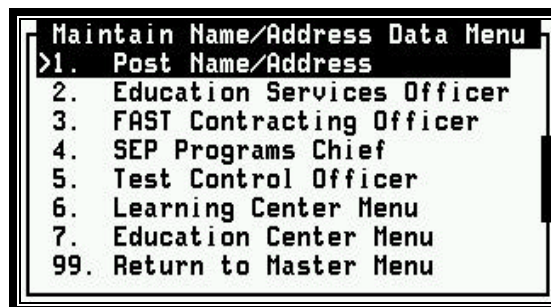 Maintain Name/Address Data Menu
>1. Post Name/Address
2. Education Services Officer
3. FAST Contracting Officer
4. SEP Programs Chief
5. Test Control Officer
6. Learning Center Menu
7. Education Center Menu
99. Return to Master Menu